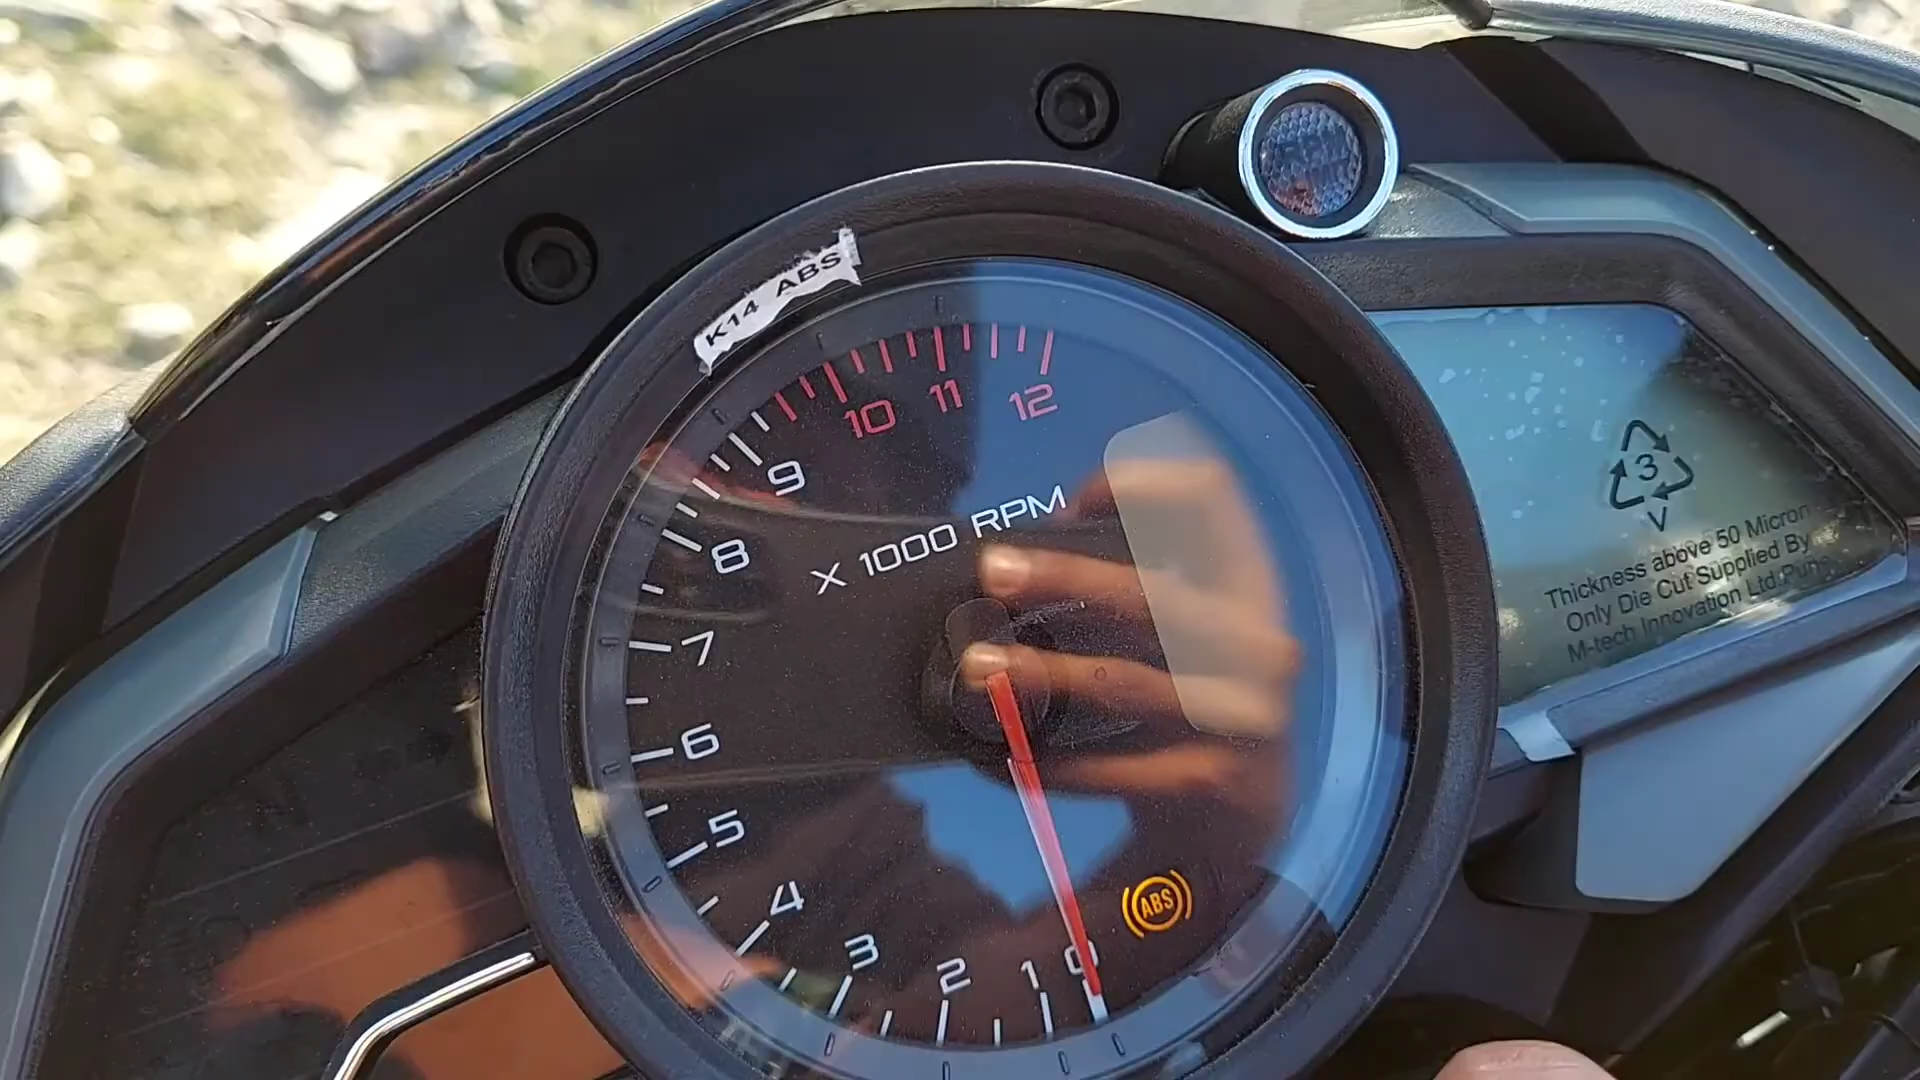 K14 ABS
10 11 12
9
8
7
6
5
4
3
2
1
0
X 1000 RPM
ABS
3
V
Thickness above 50 Micron
Only Die Cut Supplied By
M-tech Innovation Ltd.Pune